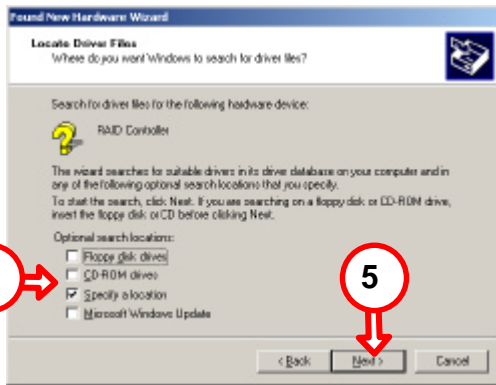 Found New Hardware Wizard
Locate Driver Files
Where do you want Windows to search for driver files?
Search for driver files for the following hardware device:
RAID Controller
The wizard searches for suitable drivers in its driver database on your computer and in
any of the following optional search locations that you specify.
To start the search, click Next. If you are searching on a floppy disk or CD-ROM drive,
insert the floppy disk or CD before clicking Next.
Optional search locations:
Floppy disk drives
CD-ROM drives
Specify a location
Microsoft Windows Update
5
< Back
Next >
Cancel